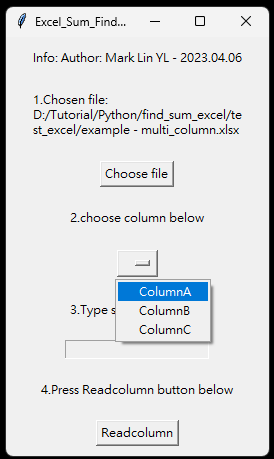 Excel_Sum_Find...
Info: Author: Mark Lin YL - 2023.04.06
1.Chosen file:
D:/Tutorial/Python/find_sum_excel/te
st_excel/example - multi_column.xlsx
Choose file
2.choose column below
ColumnA
ColumnB
ColumnC
3.Type s
4.Press Readcolumn button below
Readcolumn